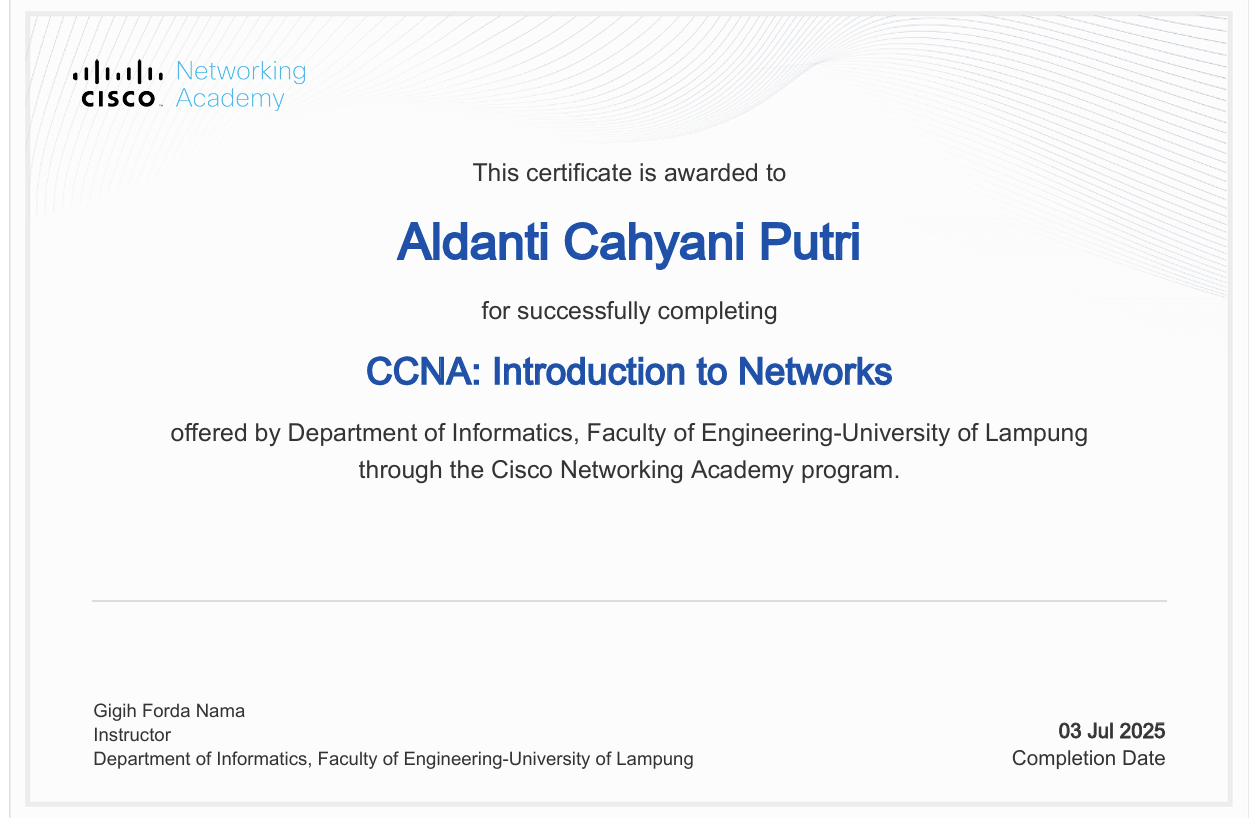 CISCO
Networking
Academy
This certificate is awarded to
Aldanti Cahyani Putri
for successfully completing
CCNA: Introduction to Networks
offered by Department of Informatics, Faculty of Engineering-University of Lampung
through the Cisco Networking Academy program.
Gigih Forda Nama
Instructor
Department of Informatics, Faculty of Engineering-University of Lampung
03 Jul 2025
Completion Date